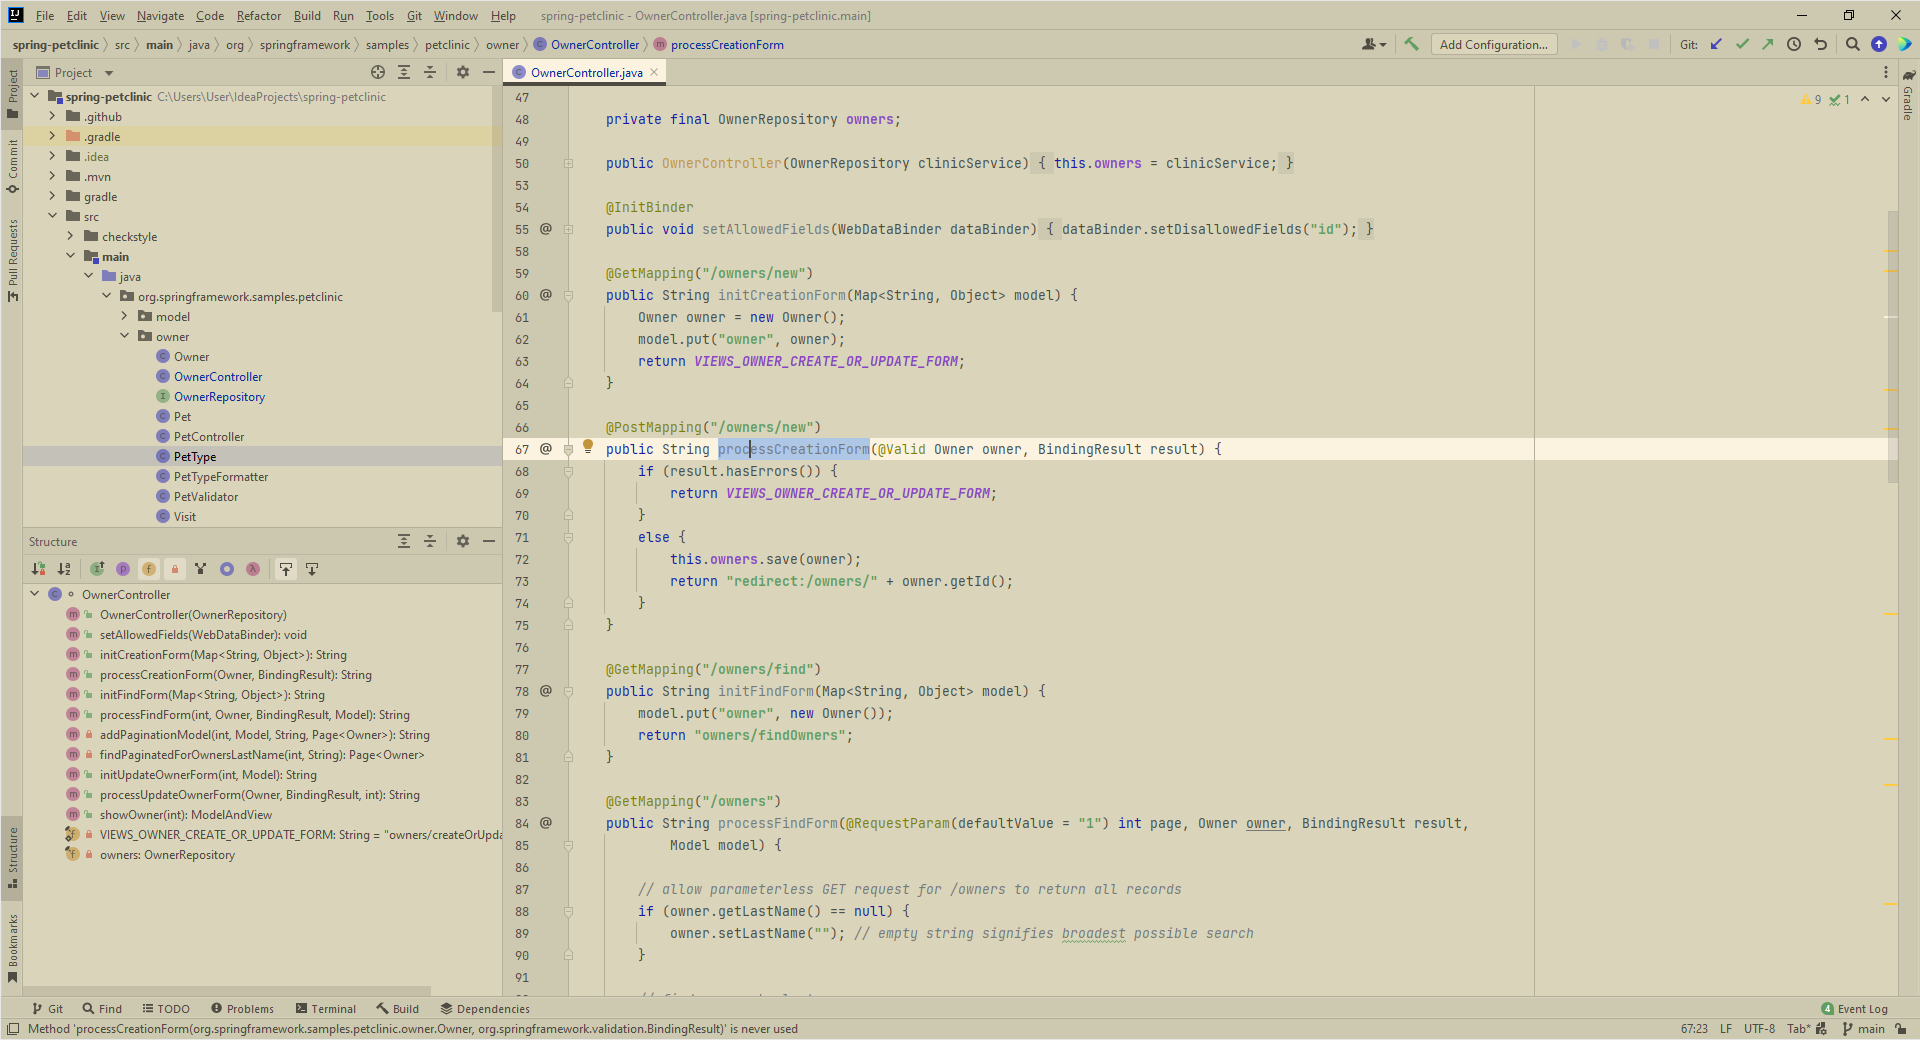 File Edit View Navigate Code Refactor Build Run Tools Git Window Help spring-petclinic - OwnerController.java [spring-petclinic.main]
spring-petclinic src main java org springframework samples petclinic owner OwnerController processCreationForm Add Configuration... Git:
Project
OwnerController.java
spring-petclinic C:\Users\User\IdeaProjects\spring-petclinic
.github
.gradle
.idea
.mvn
gradle
src
checkstyle
main
java
org.springframework.samples.petclinic
model
owner
Owner
OwnerController
OwnerRepository
Pet
PetController
PetType
PetTypeFormatter
PetValidator
Visit
Structure
OwnerController
OwnerController(OwnerRepository)
setAllowedFields(WebDataBinder): void
initCreationForm(Map<String, Object>): String
processCreationForm(Owner, BindingResult): String
initFindForm(Map<String, Object>): String
processFindForm(int, Owner, BindingResult, Model): String
addPaginationModel(int, Model, String, Page<Owner>): String
findPaginatedForOwnersLastName(int, String): Page<Owner>
initUpdateOwnerForm(int, Model): String
processUpdateOwnerForm(Owner, BindingResult, int): String
showOwner(int): ModelAndView
VIEWS_OWNER_CREATE_OR_UPDATE_FORM: String = "owners/createOrUpda
owners: OwnerRepository
Project
Commit
Pull Requests
Structure
Bookmarks
47
48 private final OwnerRepository owners;
49
50 public OwnerController(OwnerRepository clinicService) { this.owners = clinicService; }
53
54 @InitBinder
55 @ public void setAllowedFields(WebDataBinder dataBinder) { dataBinder.setDisallowedFields("id"); }
58
59 @GetMapping("/owners/new")
60 @ public String initCreationForm(Map<String, Object> model) {
61 Owner owner = new Owner();
62 model.put("owner", owner);
63 return VIEWS_OWNER_CREATE_OR_UPDATE_FORM;
64 }
65
66 @PostMapping("/owners/new")
67 @ public String processCreationForm(@Valid Owner owner, BindingResult result) {
68 if (result.hasErrors()) {
69 return VIEWS_OWNER_CREATE_OR_UPDATE_FORM;
70 }
71 else {
72 this.owners.save(owner);
73 return "redirect:/owners/" + owner.getId();
74 }
75 }
76
77 @GetMapping("/owners/find")
78 @ public String initFindForm(Map<String, Object> model) {
79 model.put("owner", new Owner());
80 return "owners/findOwners";
81 }
82
83 @GetMapping("/owners")
84 @ public String processFindForm(@RequestParam(defaultValue = "1") int page, Owner owner, BindingResult result,
85 Model model) {
86
87 // allow parameterless GET request for /owners to return all records
88 if (owner.getLastName() == null) {
89 owner.setLastName(""); // empty string signifies broadest possible search
90 }
91
9 1
Gradle
Git Find TODO Problems Terminal Build Dependencies 4 Event Log
Method 'processCreationForm(org.springframework.samples.petclinic.owner.Owner, org.springframework.validation.BindingResult)' is never used 67:23 LF UTF-8 Tab* main